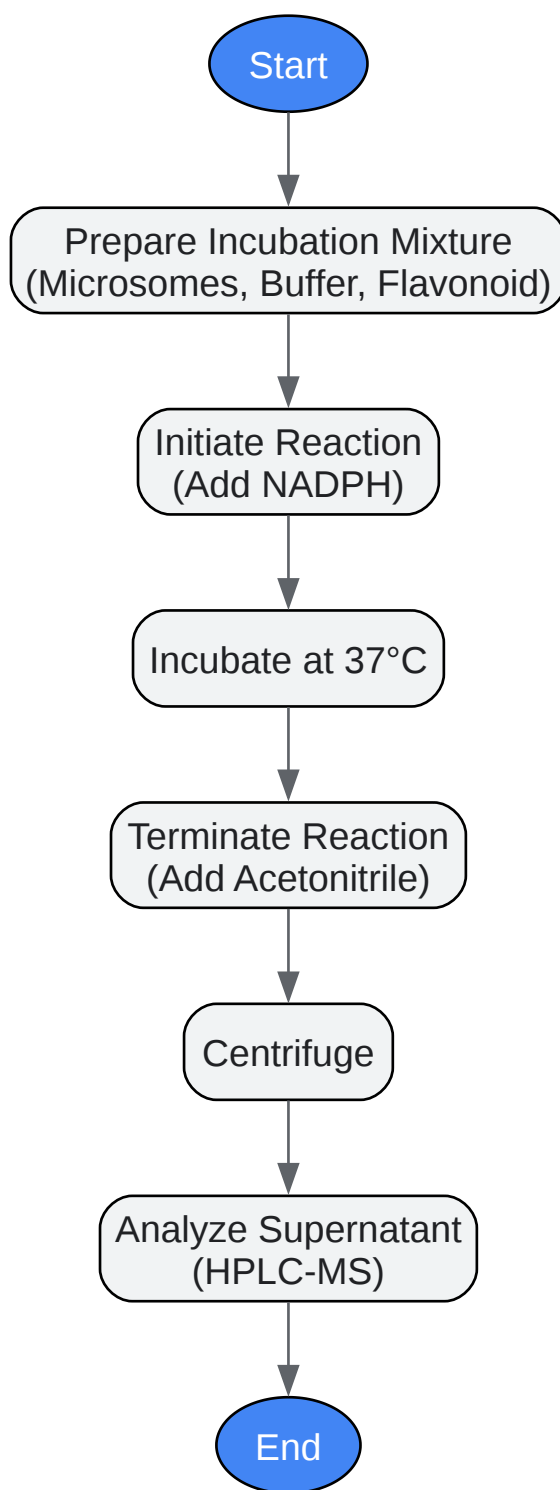 Start
Prepare Incubation Mixture
(Microsomes, Buffer, Flavonoid)
Initiate Reaction
(Add NADPH)
Incubate at 37°C
Terminate Reaction
(Add Acetonitrile)
Centrifuge
Analyze Supernatant
(HPLC-MS)
End